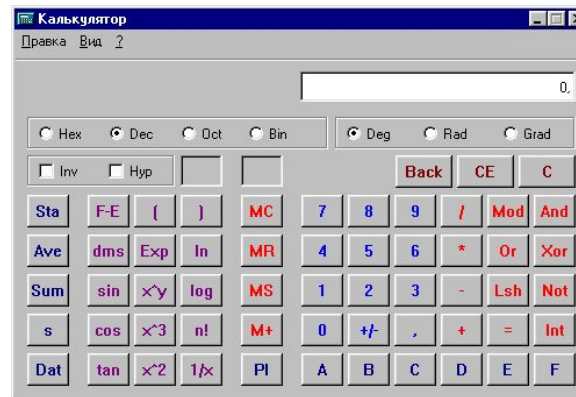 Калькулятор
Правка Вид ?
0,
Hex Dec Oct Bin Deg Rad Grad
Inv Hyp Back CE C
Sta F-E ( ) MC 7 8 9 / Mod And
Ave dms Exp ln MR 4 5 6 * Or Xor
Sum sin x^y log MS 1 2 3 - Lsh Not
s cos x^3 n! M+ 0 +/- , + = Int
Dat tan x^2 1/x PI A B C D E F